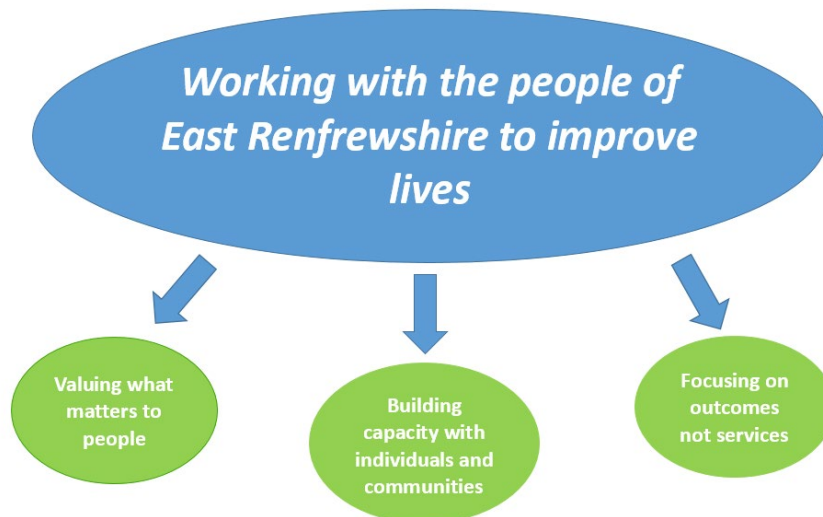 Working with the people of
East Renfrewshire to improve
lives
Valuing what
matters to
people
Building
capacity with
individuals and
communities
Focusing on
outcomes
not services